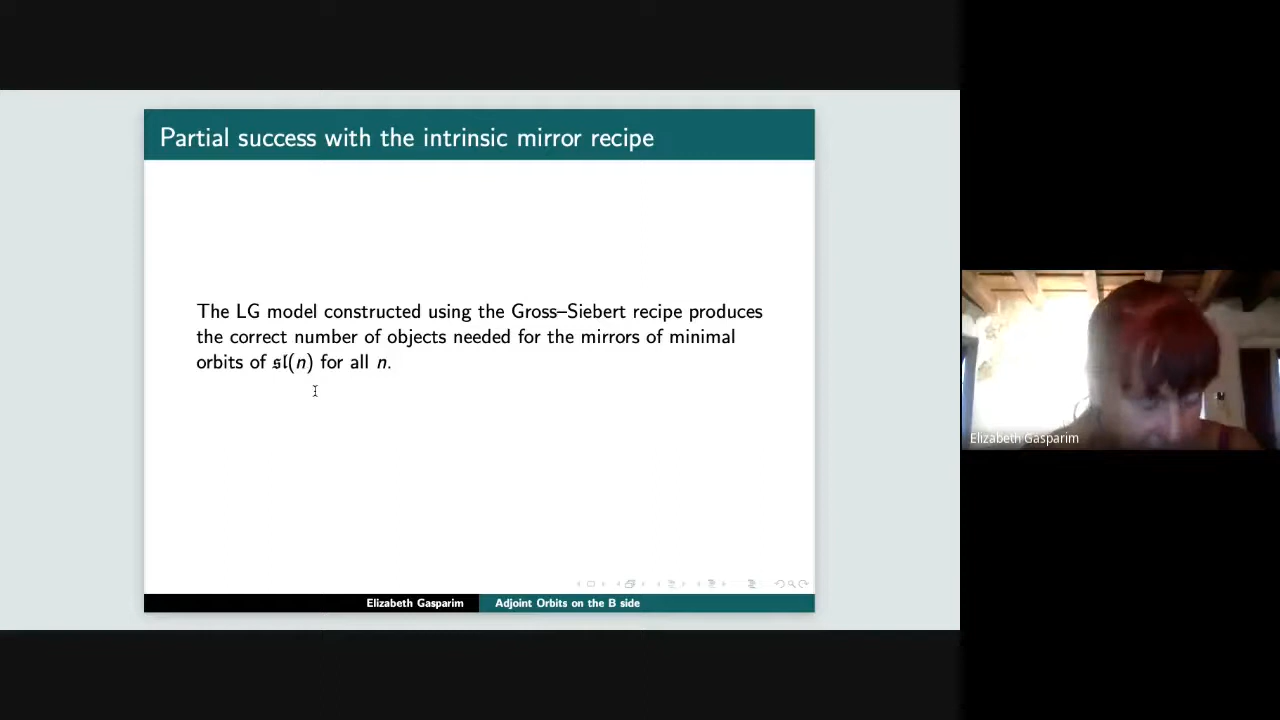 Partial success with the intrinsic mirror recipe
The LG model constructed using the Gross–Siebert recipe produces
the correct number of objects needed for the mirrors of minimal
orbits of 𝔰𝔩(n) for all n.
Elizabeth Gasparim
Adjoint Orbits on the B side
Elizabeth Gasparim